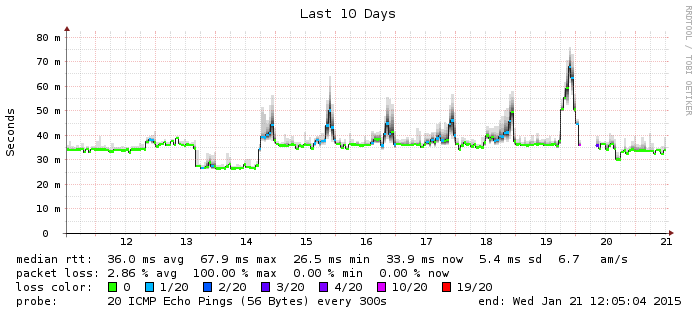 Last 10 Days
RRDTOOL / TOBI OETIKER
Seconds
80 m
70 m
60 m
50 m
40 m
30 m
20 m
10 m
0
12 13 14 15 16 17 18 19 20 21
median rtt: 36.0 ms avg 67.9 ms max 26.5 ms min 33.9 ms now 5.4 ms sd 6.7 am/s
packet loss: 2.86 % avg 100.00 % max 0.00 % min 0.00 % now
loss color: 0 1/20 2/20 3/20 4/20 10/20 19/20
probe: 20 ICMP Echo Pings (56 Bytes) every 300s end: Wed Jan 21 12:05:04 2015